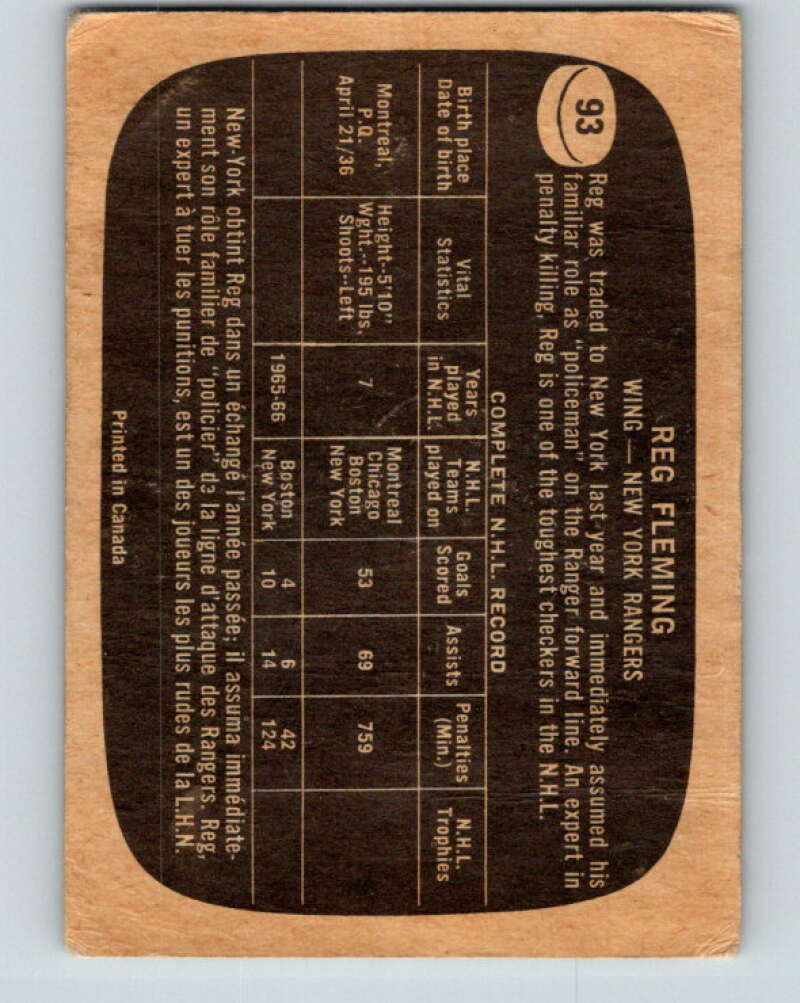 REG FLEMING
WING — NEW YORK RANGERS
93
Reg was traded to New York last year and immediately assumed his
familiar role as "policeman" on the Ranger forward line. An expert in
penalty killing, Reg is one of the toughest checkers in the N.H.L.
COMPLETE N.H.L. RECORD
Birth place
Date of birth
Vital
Statistics
Years
played
in N.H.L.
N.H.L.
Teams
played on
Goals
Scored
Assists
Penalties
(Min.)
N.H.L.
Trophies
Montreal,
P.Q.
April 21/36
Height--5'10"
Wght.--195 lbs.
Shoots--Left
7
Montreal
Chicago
Boston
New York
53
69
759
1965-66
Boston 4 6 42
New York 10 14 124
New-York obtint Reg dans un échangé l'année passée; il assuma immédiate-
ment son rôle familier de "policier" d3 la ligne d'attaque des Rangers. Reg,
un expert à tuer les punitions, est un des joueurs les plus rudes de la L.H.N.
Printed in Canada